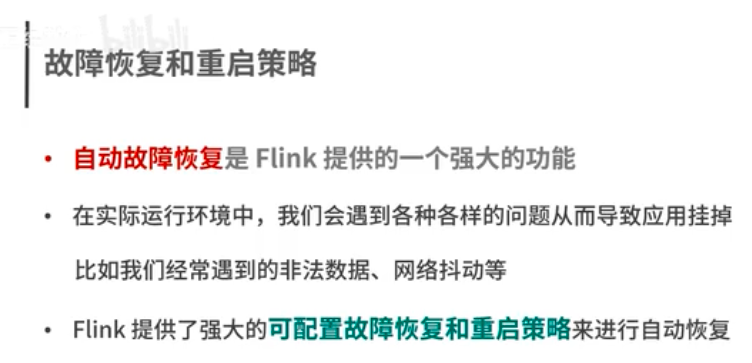 bilibili
故障恢复和重启策略
• 自动故障恢复是 Flink 提供的一个强大的功能
• 在实际运行环境中，我们会遇到各种各样的问题从而导致应用挂掉
比如我们经常遇到的非法数据、网络抖动等
• Flink 提供了强大的可配置故障恢复和重启策略来进行自动恢复